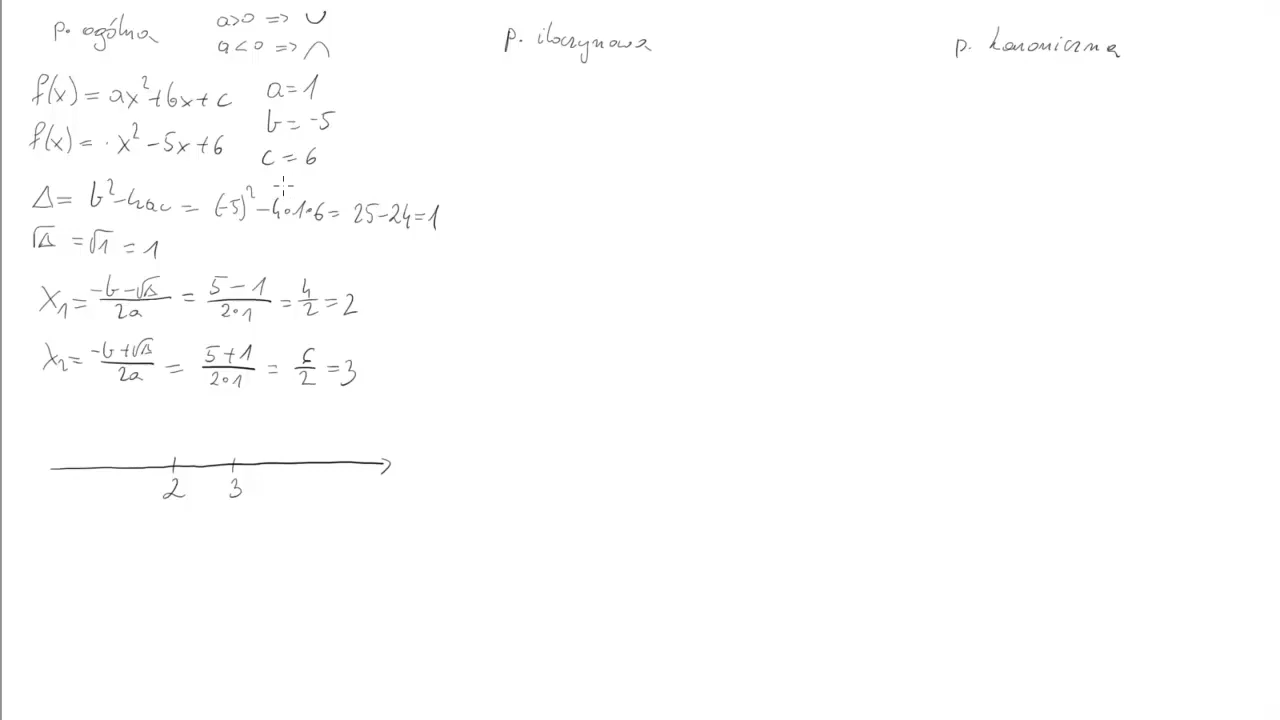 p. ogólna
a>0 => ∪
a<0 => ∩
p. iloczynowa
p. kanoniczna
f(x) = ax²+bx+c
a=1
b=-5
f(x) = x²-5x+6
c=6
Δ= b²-4ac = (-5)²-4•1•6= 25-24=1
√Δ =√1 =1
x₁= (-b-√Δ)/(2a) = (5-1)/(2•1) = 4/2 = 2
x₂= (-b+√Δ)/(2a) = (5+1)/(2•1) = 6/2 =3
2 3